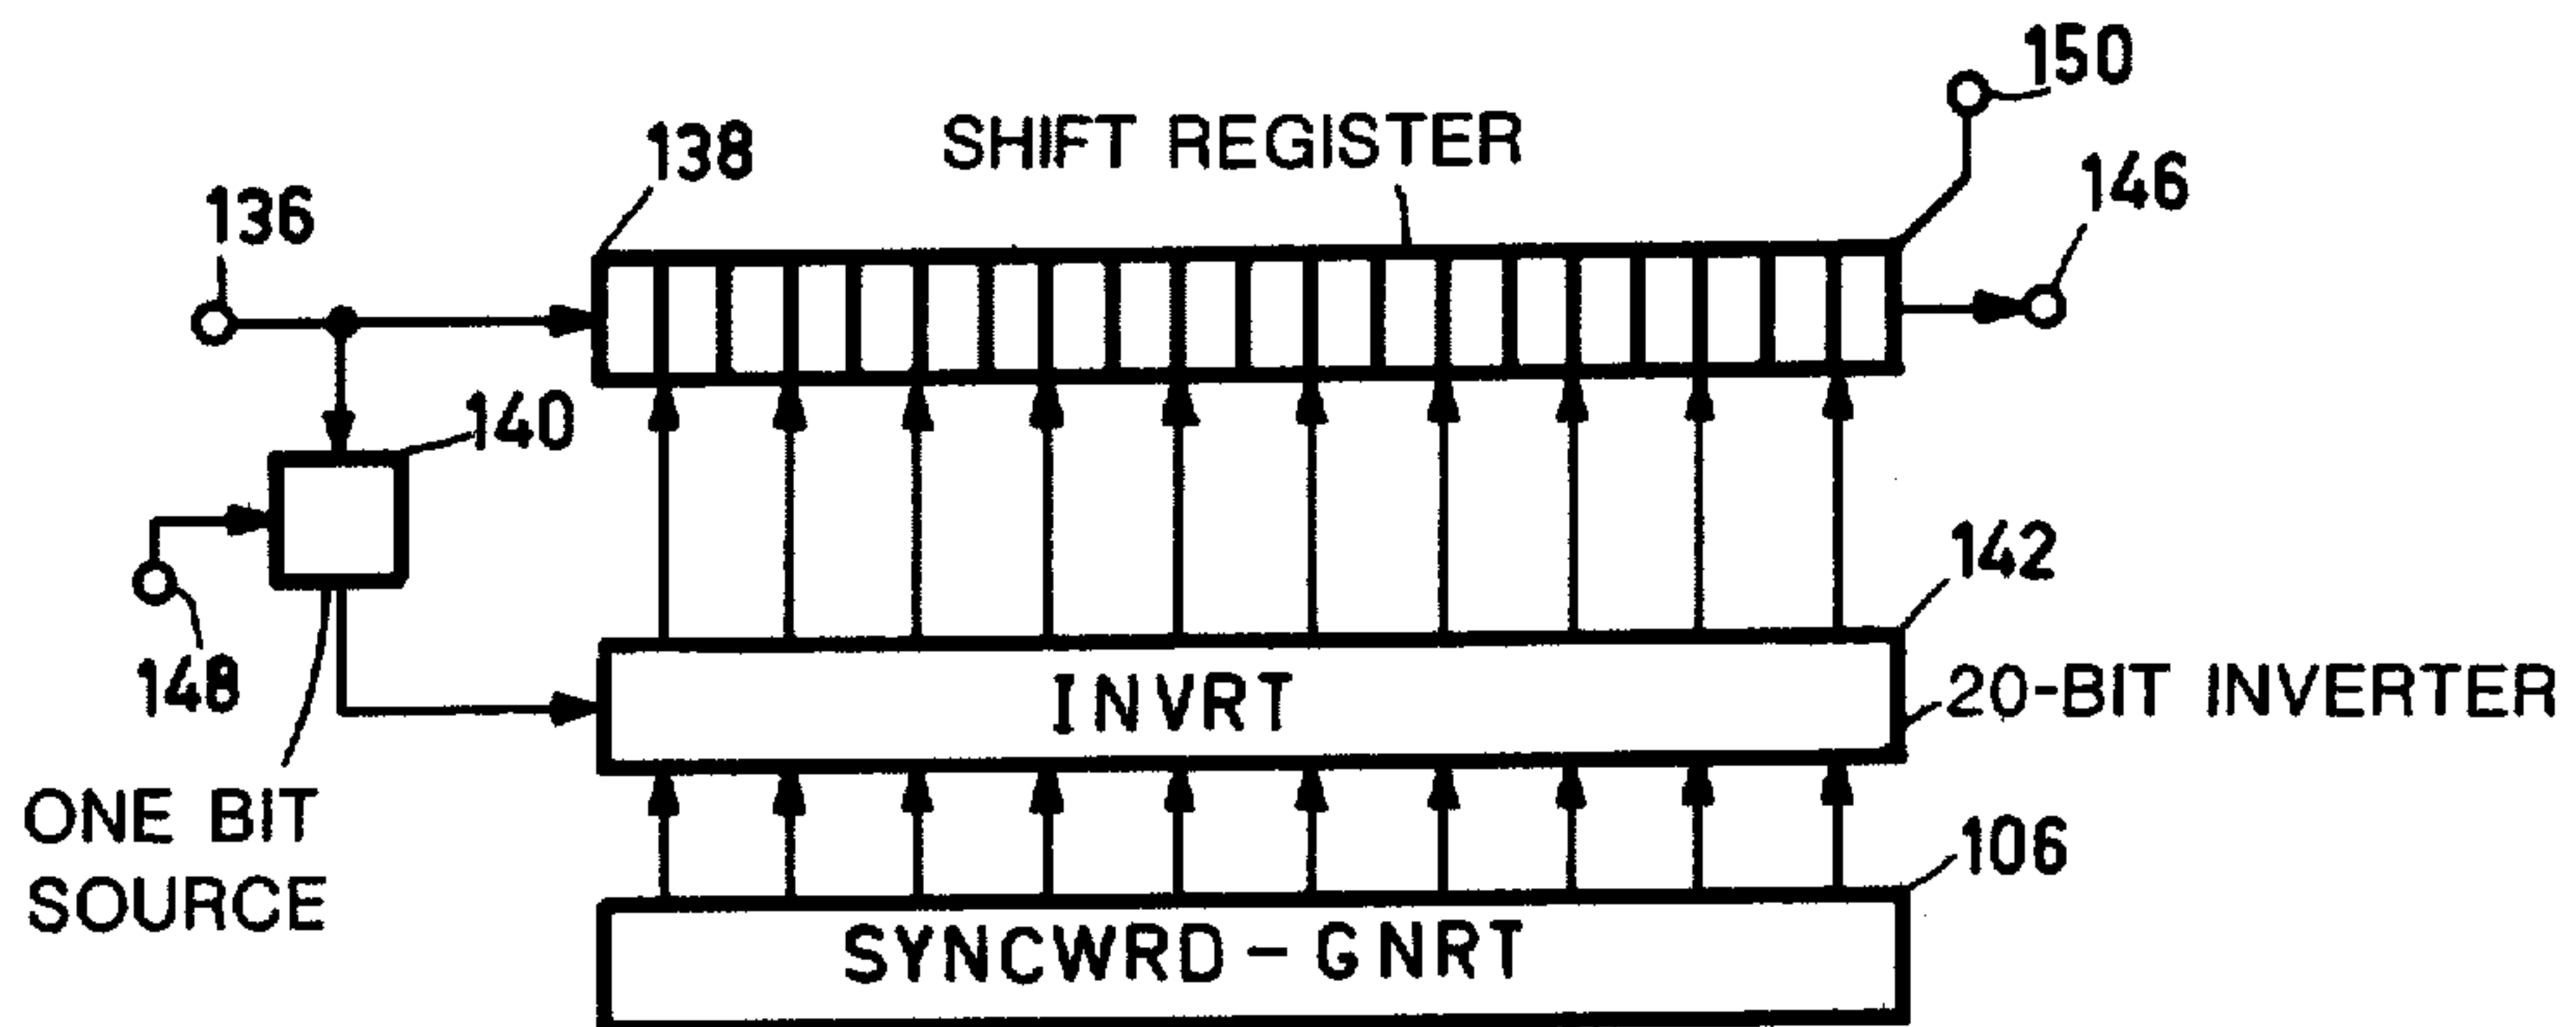 150
SHIFT REGISTER
138
146
136
140
142
148
INVRT
20-BIT INVERTER
ONE BIT
SOURCE
106
SYNCWRD-GNRT